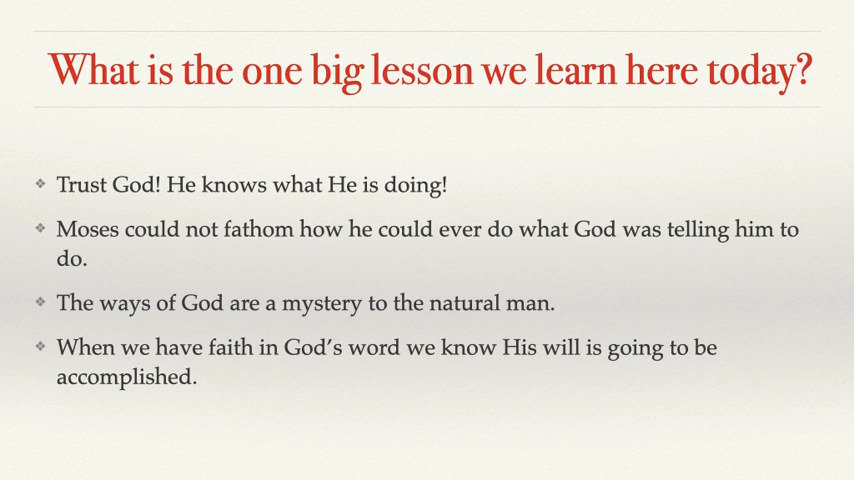 What is the one big lesson we learn here today?
❖ Trust God! He knows what He is doing!
❖ Moses could not fathom how he could ever do what God was telling him to
do.
❖ The ways of God are a mystery to the natural man.
❖ When we have faith in God’s word we know His will is going to be
accomplished.